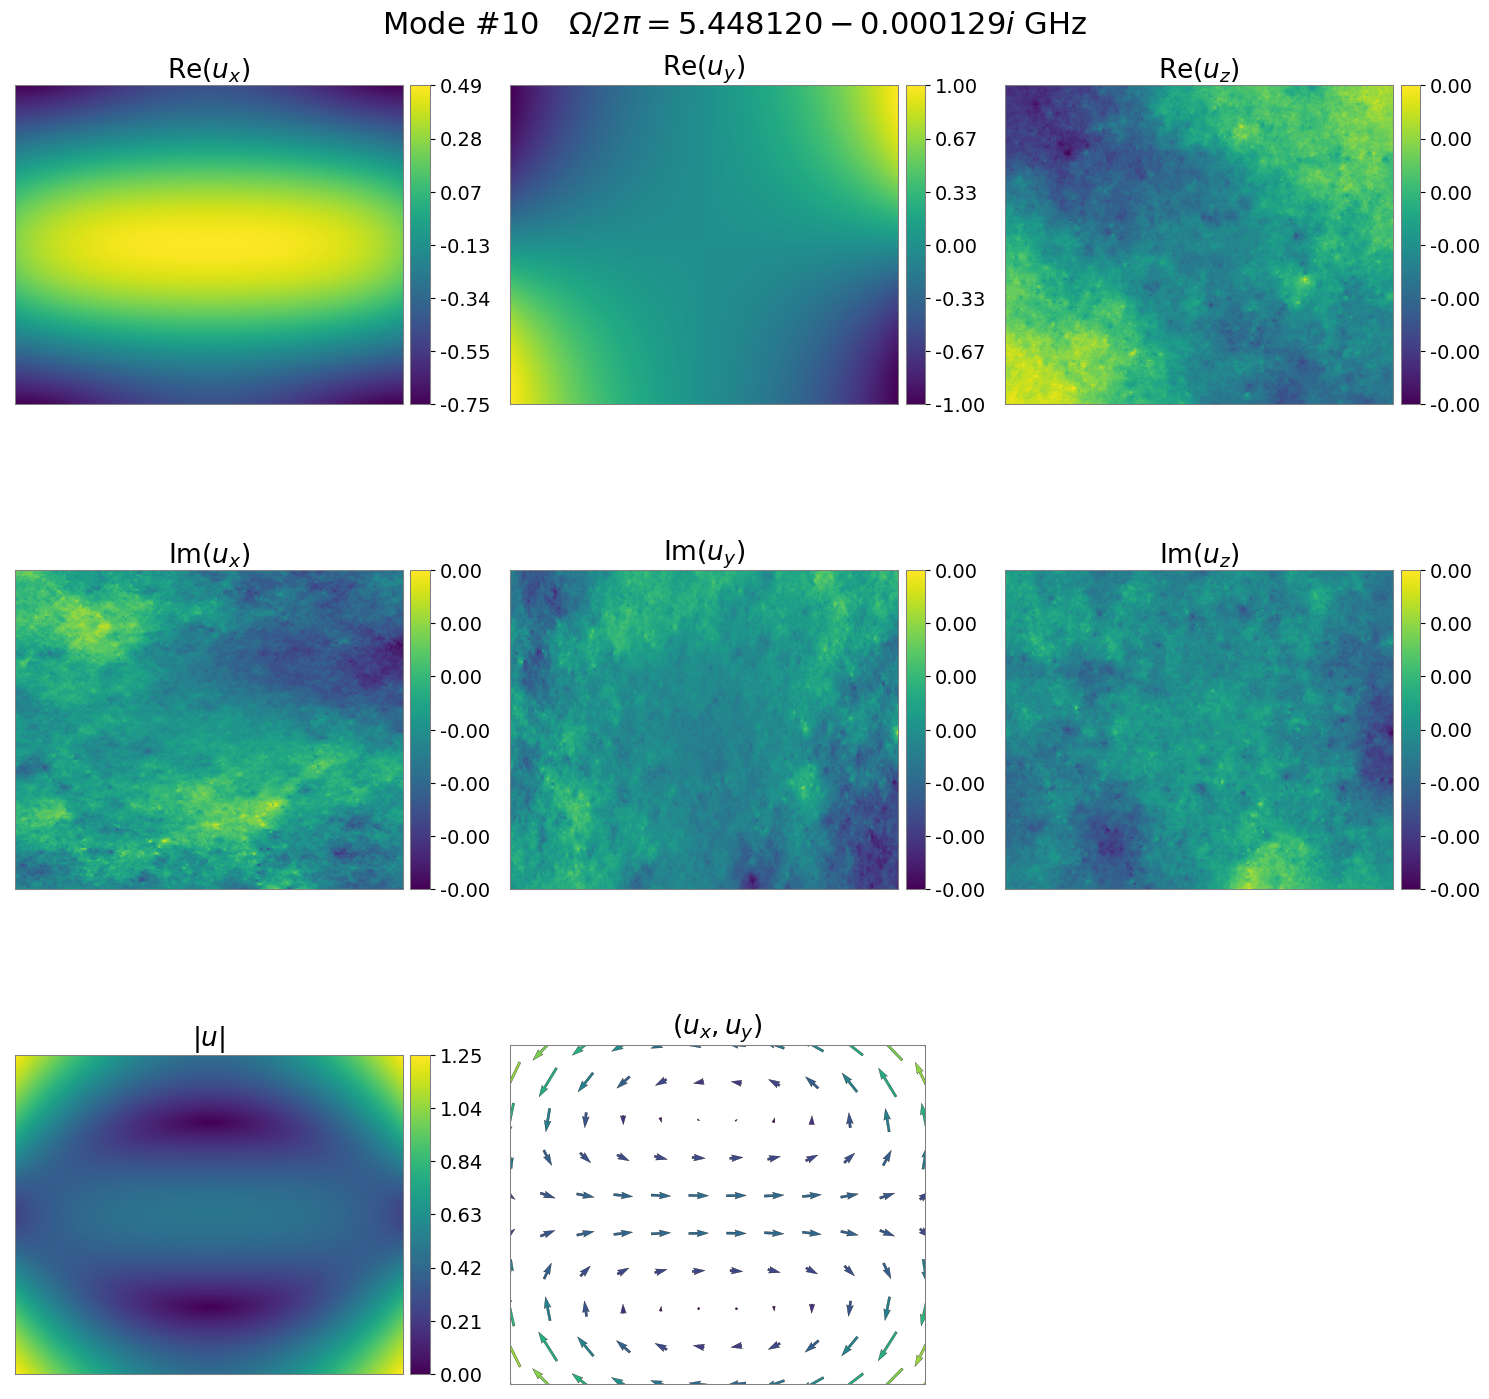 Mode #10 Ω/2π = 5.448120 − 0.000129i GHz
Re(u_x) Re(u_y) Re(u_z)
0.49 1.00 0.00
0.28 0.67 0.00
0.07 0.33 0.00
-0.13 0.00 -0.00
-0.34 -0.33 -0.00
-0.55 -0.67 -0.00
-0.75 -1.00 -0.00
Im(u_x) Im(u_y) Im(u_z)
0.00 0.00 0.00
0.00 0.00 0.00
0.00 0.00 0.00
-0.00 0.00 0.00
-0.00 -0.00 -0.00
-0.00 -0.00 -0.00
-0.00 -0.00 -0.00
|u| (u_x, u_y)
1.25
1.04
0.84
0.63
0.42
0.21
0.00